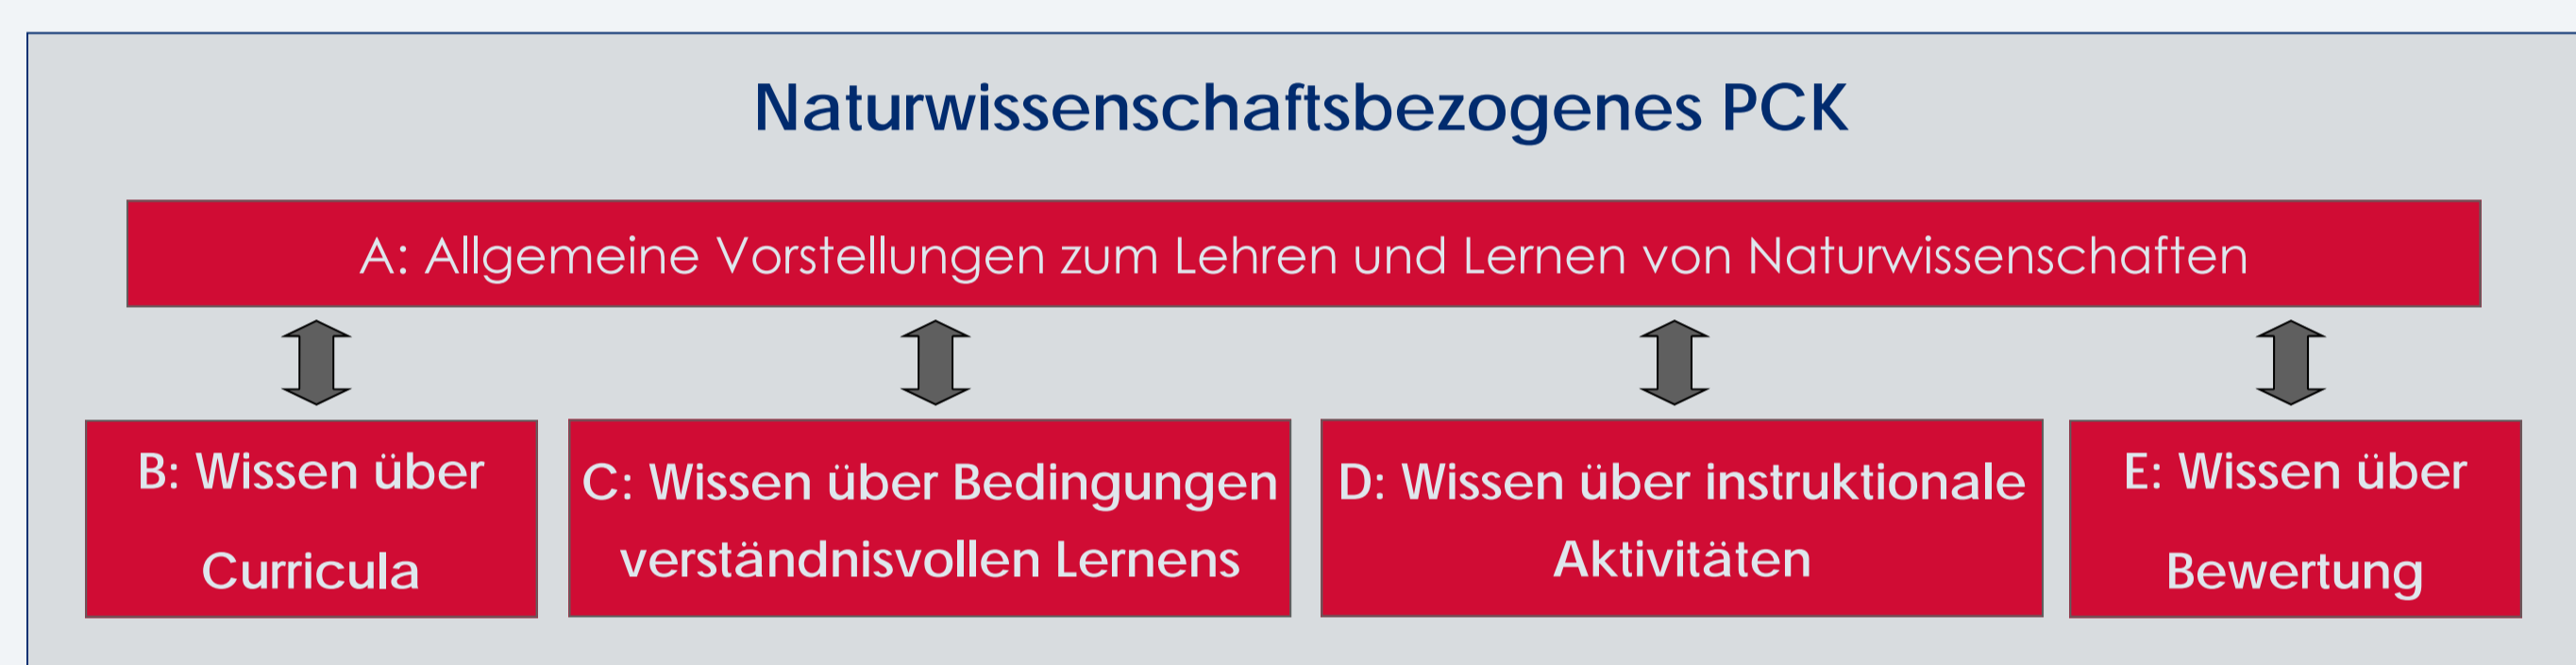 Naturwissenschaftsbezogenes PCK
A: Allgemeine Vorstellungen zum Lehren und Lernen von Naturwissenschaften
B: Wissen über
Curricula
C: Wissen über Bedingungen
verständnisvollen Lernens
D: Wissen über instruktionale
Aktivitäten
E: Wissen über
Bewertung